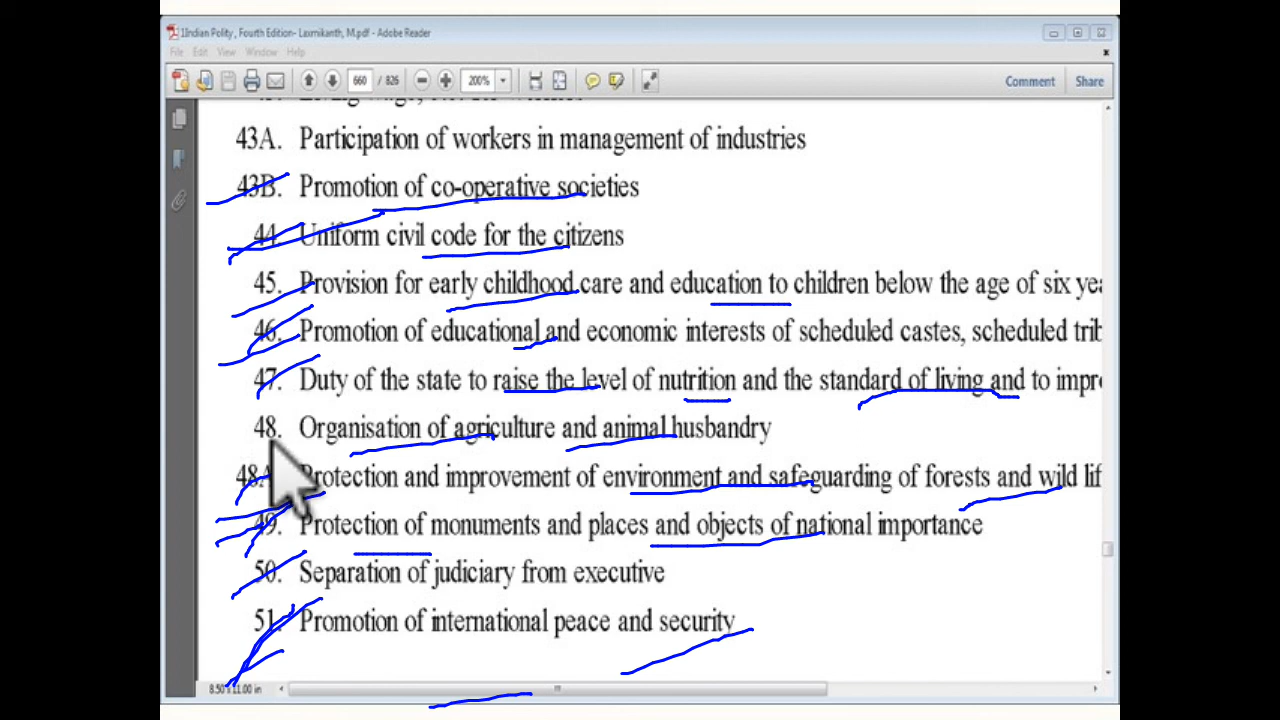 1Indian Polity, Fourth Edition- Laxmikanth, M.pdf - Adobe Reader
File Edit View Window Help
660 / 826 200% Comment Share
43A. Participation of workers in management of industries
43B. Promotion of co-operative societies
44. Uniform civil code for the citizens
45. Provision for early childhood care and education to children below the age of six
46. Promotion of educational and economic interests of scheduled castes, scheduled
47. Duty of the state to raise the level of nutrition and the standard of living and to
48. Organisation of agriculture and animal husbandry
48A Protection and improvement of environment and safeguarding of forests and wild
49. Protection of monuments and places and objects of national importance
50. Separation of judiciary from executive
51. Promotion of international peace and security
8.50 x 11.00 in